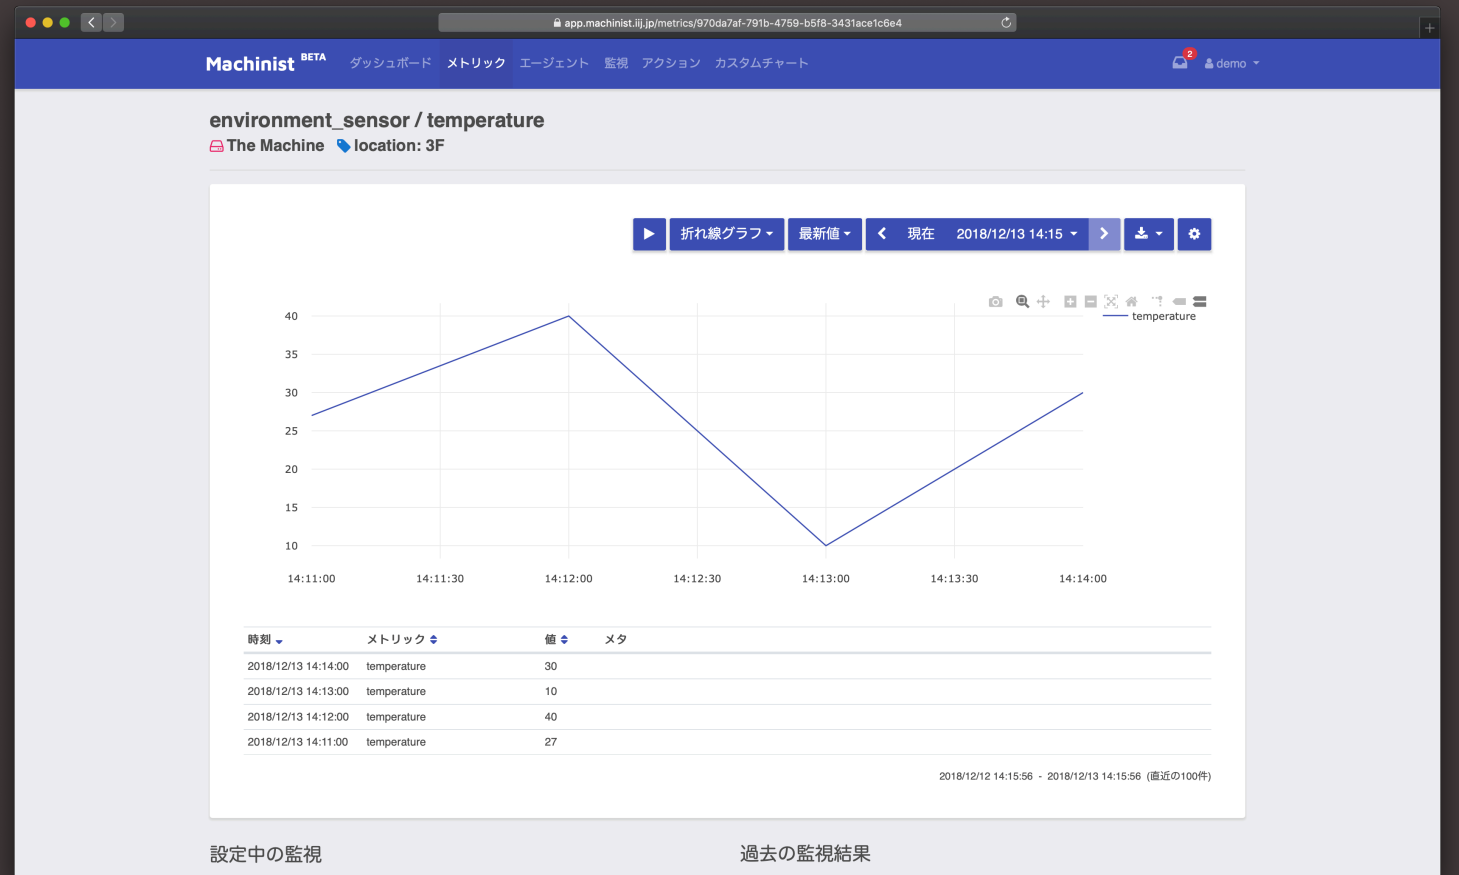 app.machinist.iij.jp/metrics/970da7af-791b-4759-b5f8-3431ace1c6e4
Machinist BETA ダッシュボード メトリック エージェント 監視 アクション カスタムチャート 2 demo
environment_sensor / temperature
The Machine location: 3F
折れ線グラフ 最新値 現在 2018/12/13 14:15
temperature
40
35
30
25
20
15
10
14:11:00 14:11:30 14:12:00 14:12:30 14:13:00 14:13:30 14:14:00
時刻 メトリック 値 メタ
2018/12/13 14:14:00 temperature 30
2018/12/13 14:13:00 temperature 10
2018/12/13 14:12:00 temperature 40
2018/12/13 14:11:00 temperature 27
2018/12/12 14:15:56 - 2018/12/13 14:15:56 (直近の100件)
設定中の監視 過去の監視結果